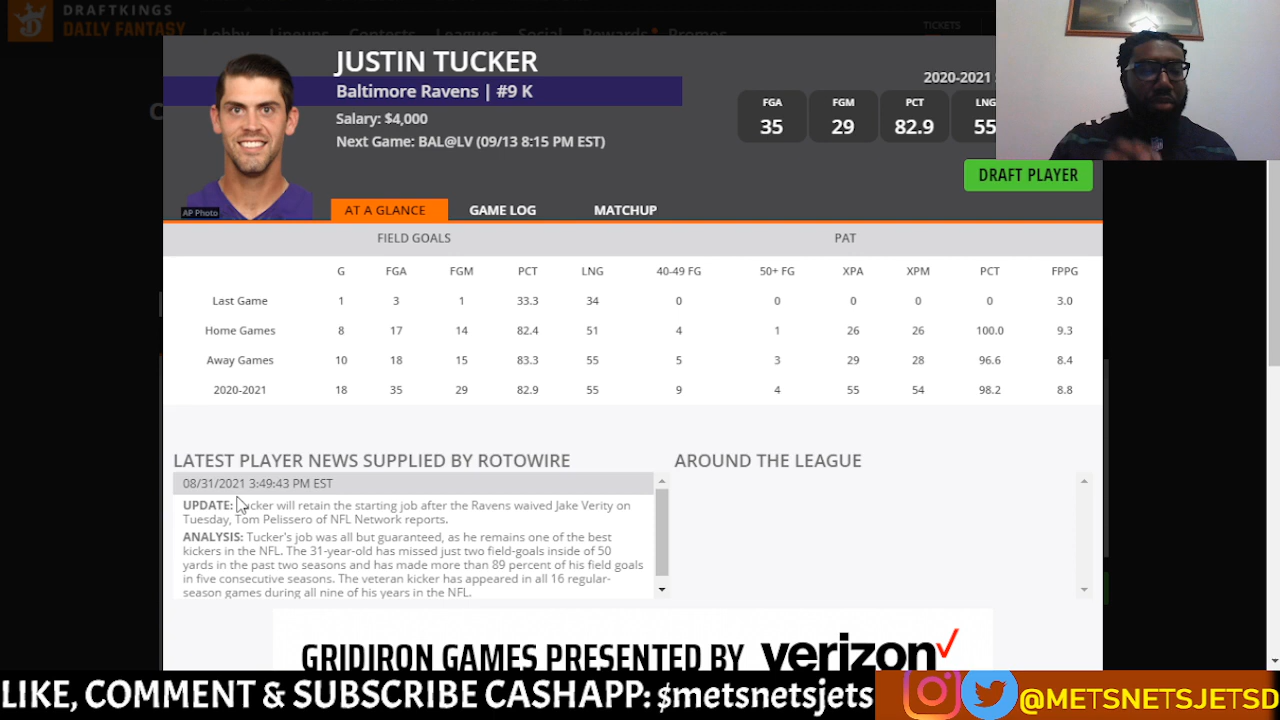 DRAFTKINGS
DAILY FANTASY
Lobby Lineups Contests Leagues Social Rewards Promos
TICKETS
JUSTIN TUCKER
Baltimore Ravens | #9 K
Salary: $4,000
Next Game: BAL@LV (09/13 8:15 PM EST)
2020-2021
FGA FGM PCT LNG
35 29 82.9 55
DRAFT PLAYER
AP Photo
AT A GLANCE GAME LOG MATCHUP
FIELD GOALS PAT
G FGA FGM PCT LNG 40-49 FG 50+ FG XPA XPM PCT FPPG
Last Game 1 3 1 33.3 34 0 0 0 0 0 3.0
Home Games 8 17 14 82.4 51 4 1 26 26 100.0 9.3
Away Games 10 18 15 83.3 55 5 3 29 28 96.6 8.4
2020-2021 18 35 29 82.9 55 9 4 55 54 98.2 8.8
LATEST PLAYER NEWS SUPPLIED BY ROTOWIRE
AROUND THE LEAGUE
08/31/2021 3:49:43 PM EST
UPDATE: Tucker will retain the starting job after the Ravens waived Jake Verity on
Tuesday, Tom Pelissero of NFL Network reports.
ANALYSIS: Tucker's job was all but guaranteed, as he remains one of the best
kickers in the NFL. The 31-year-old has missed just two field-goals inside of 50
yards in the past two seasons and has made more than 89 percent of his field goals
in five consecutive seasons. The veteran kicker has appeared in all 16 regular-
season games during all nine of his years in the NFL.
GRIDIRON GAMES PRESENTED BY verizon
LIKE, COMMENT & SUBSCRIBE CASHAPP: $metsnetsjets
@METSNETSJETSD